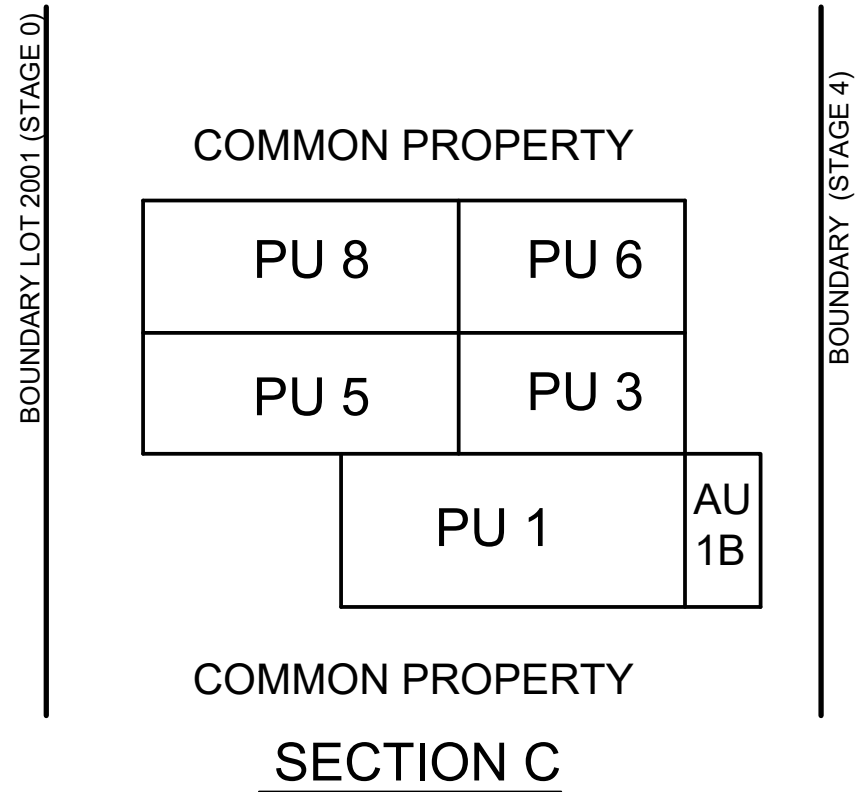 BOUNDARY LOT 2001 (STAGE 0)
BOUNDARY (STAGE 4)
COMMON PROPERTY
PU 8
PU 6
PU 5
PU 3
PU 1
AU
1B
COMMON PROPERTY
SECTION C